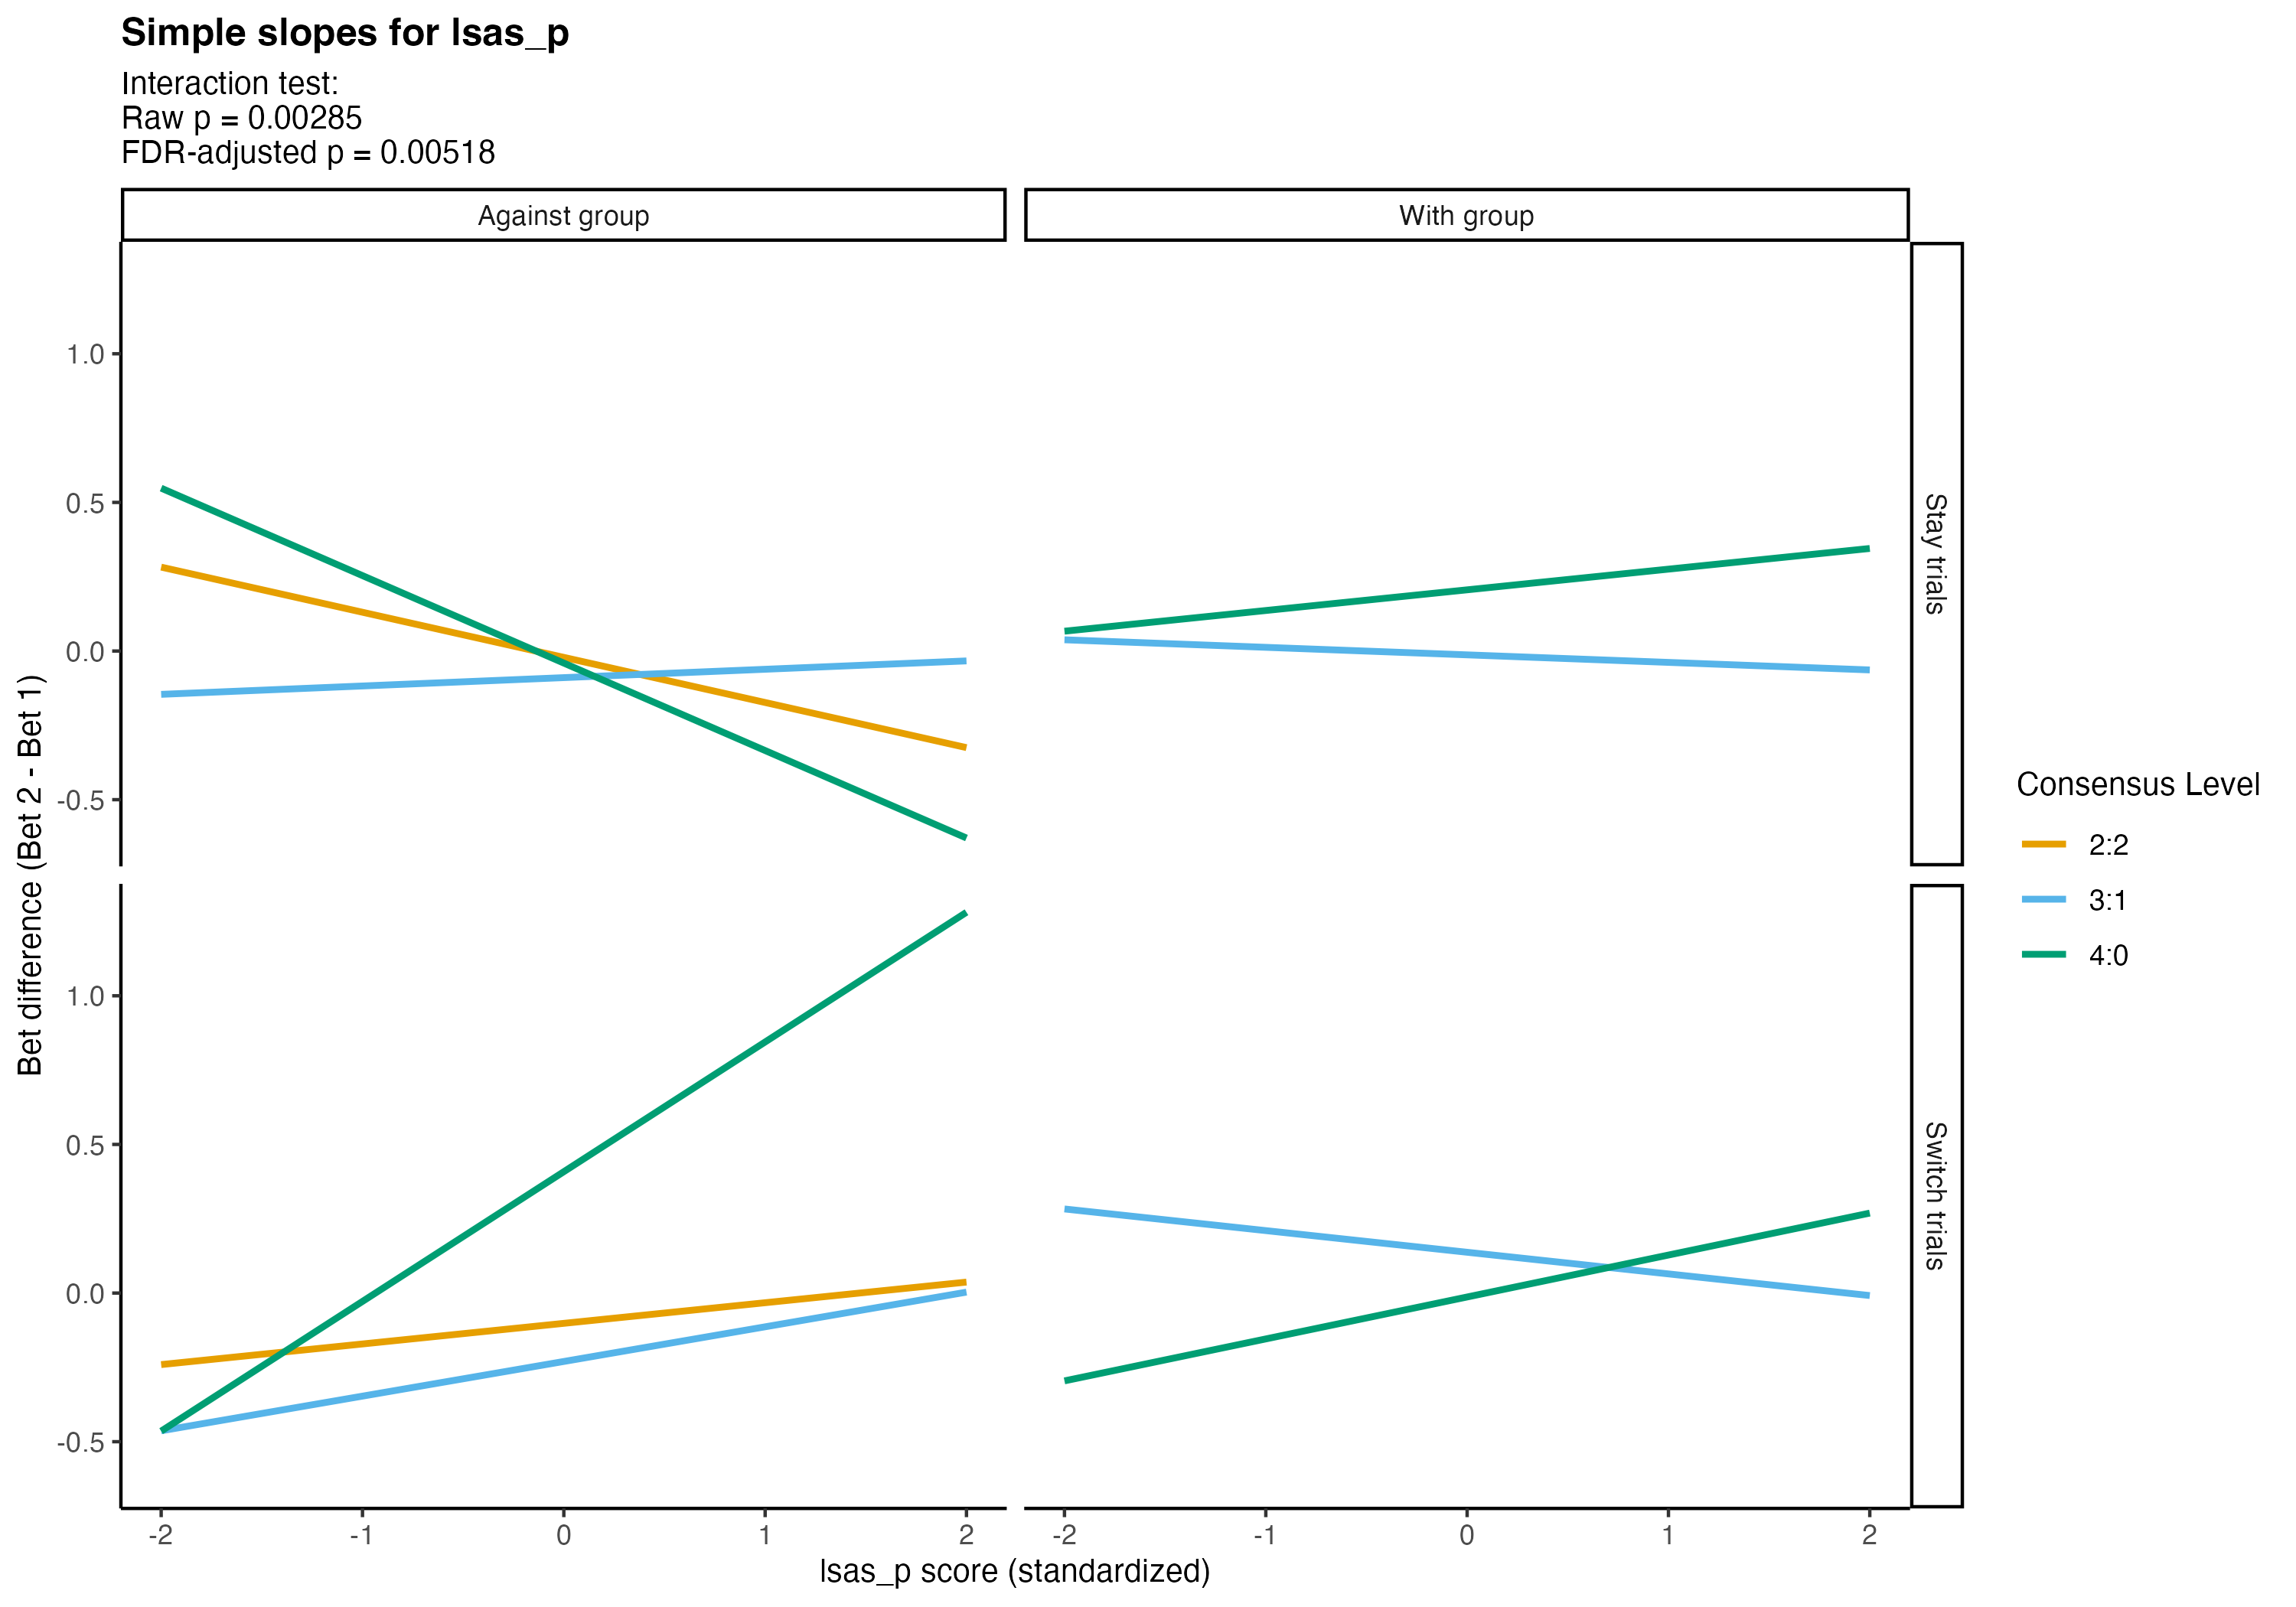 Simple slopes for lsas_p
Interaction test:
Raw p = 0.00285
FDR-adjusted p = 0.00518
Against group
With group
Stay trials
1.0
0.5
0.0
-0.5
Switch trials
1.0
0.5
0.0
-0.5
Bet difference (Bet 2 - Bet 1)
-2 -1 0 1 2
-2 -1 0 1 2
lsas_p score (standardized)
Consensus Level
2:2
3:1
4:0